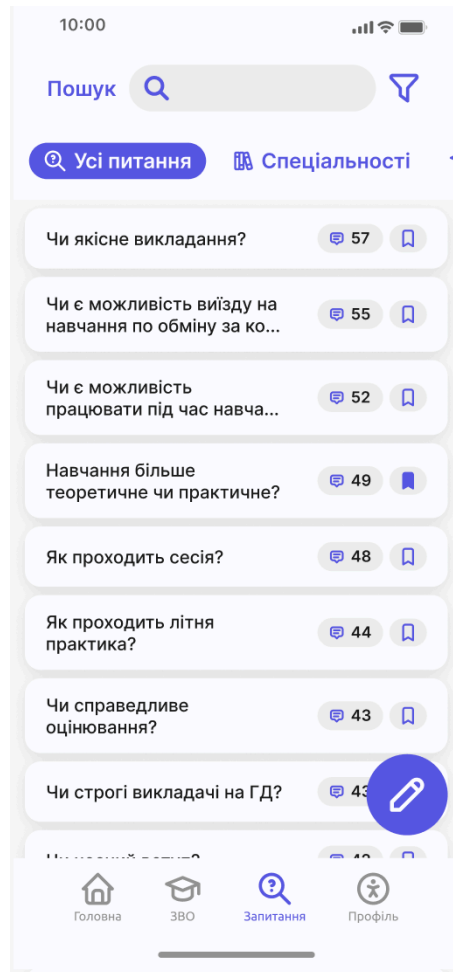 10:00
Пошук
Усі питання
Спеціальності
Чи якісне викладання?
57
Чи є можливість виїзду на
навчання по обміну за ко...
55
Чи є можливість
працювати під час навча...
52
Навчання більше
теоретичне чи практичне?
49
Як проходить сесія?
48
Як проходить літня
практика?
44
Чи справедливе
оцінювання?
43
Чи строгі викладачі на ГД?
43
Головна
ЗВО
Запитання
Профіль